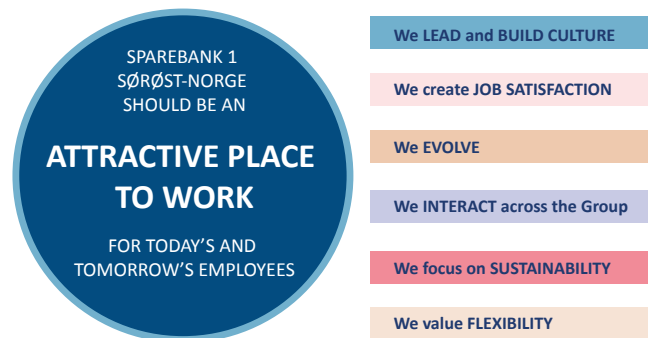 SPAREBANK 1
SØRØST-NORGE
SHOULD BE AN
ATTRACTIVE PLACE
TO WORK
FOR TODAY'S AND
TOMORROW'S EMPLOYEES
We LEAD and BUILD CULTURE
We create JOB SATISFACTION
We EVOLVE
We INTERACT across the Group
We focus on SUSTAINABILITY
We value FLEXIBILITY